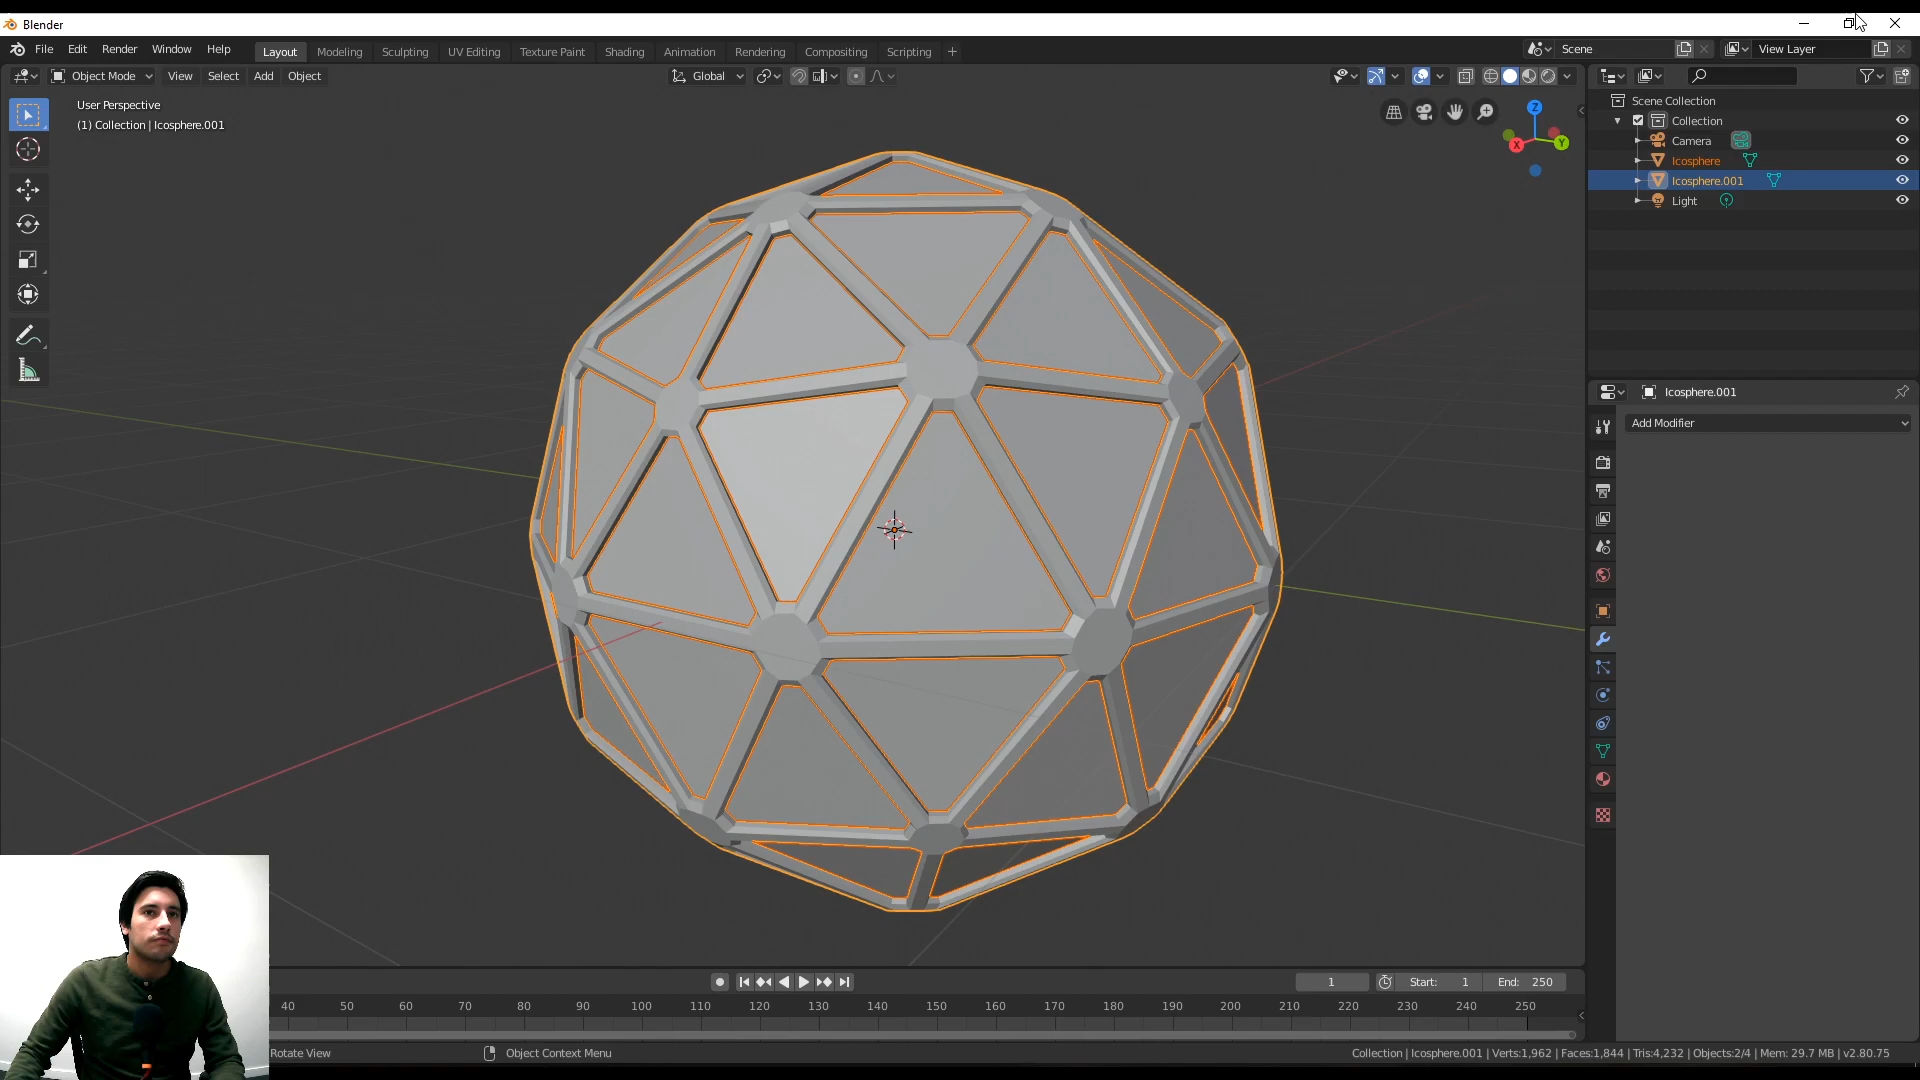 Blender
File Edit Render Window Help Layout Modeling Sculpting UV Editing Texture Paint Shading Animation Rendering Compositing Scripting + Scene View Layer
Object Mode View Select Add Object Global
User Perspective
(1) Collection | Icosphere.001
Z
X Y
Scene Collection
Collection
Camera
Icosphere
Icosphere.001
Light
Icosphere.001
Add Modifier
1 Start: 1 End: 250
40 50 60 70 80 90 100 110 120 130 140 150 160 170 180 190 200 210 220 230 240 250
Rotate View Object Context Menu Collection | Icosphere.001 | Verts:1,962 | Faces:1,844 | Tris:4,232 | Objects:2/4 | Mem: 29.7 MB | v2.80.75